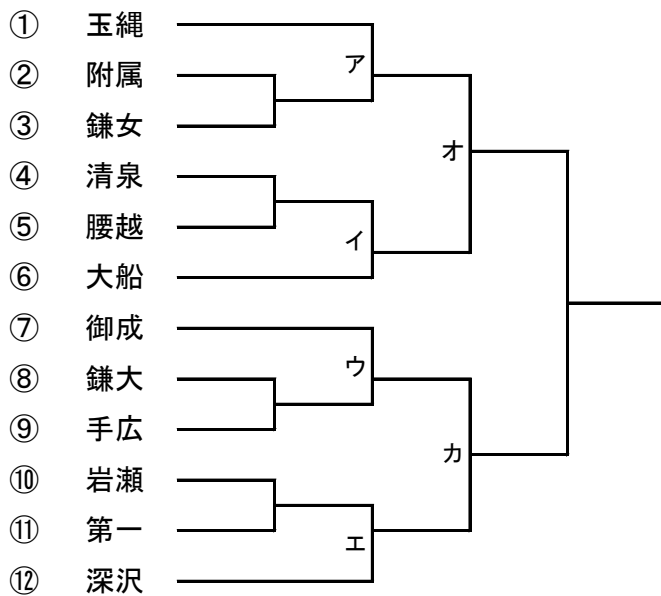 ① 玉縄
ア
② 附属
③ 鎌女
オ
④ 清泉
⑤ 腰越
イ
⑥ 大船
⑦ 御成
ウ
⑧ 鎌大
⑨ 手広
カ
⑩ 岩瀬
⑪ 第一
エ
⑫ 深沢